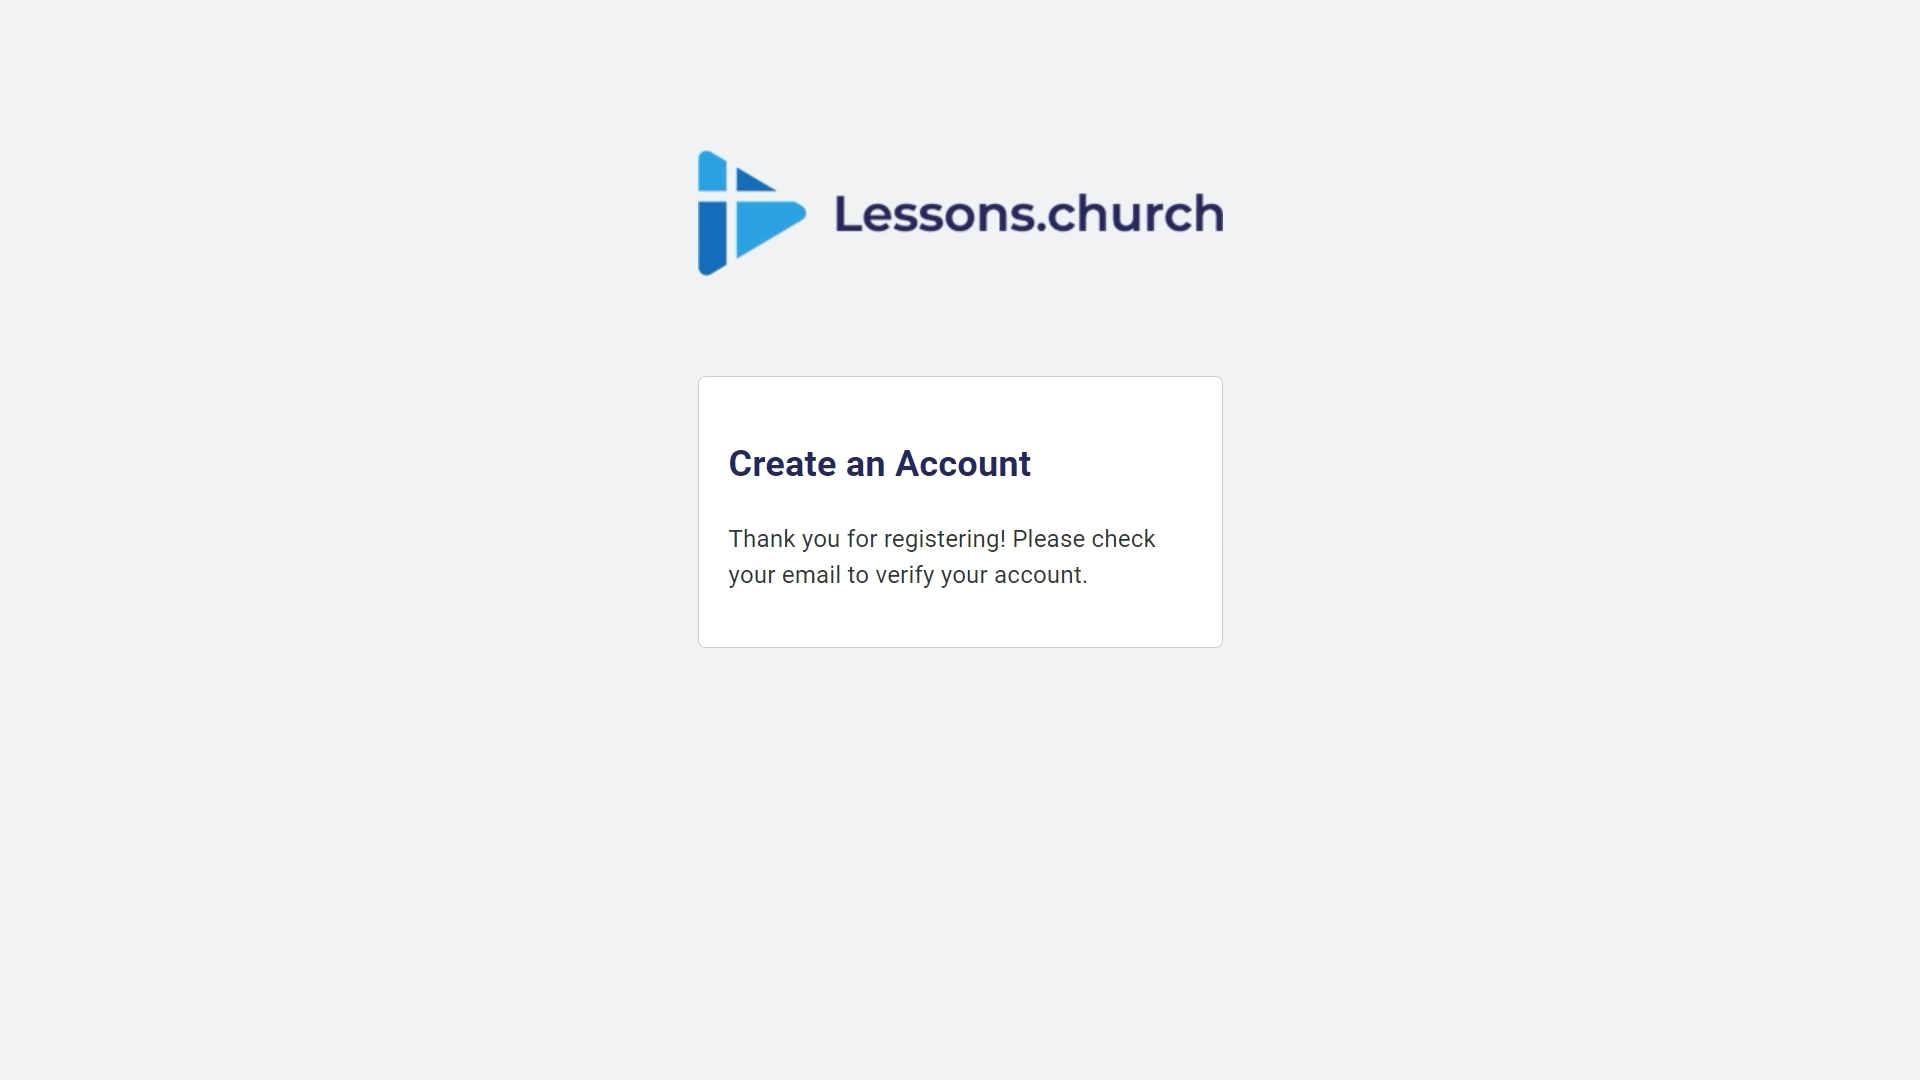 Lessons.church
Create an Account
Thank you for registering! Please check
your email to verify your account.